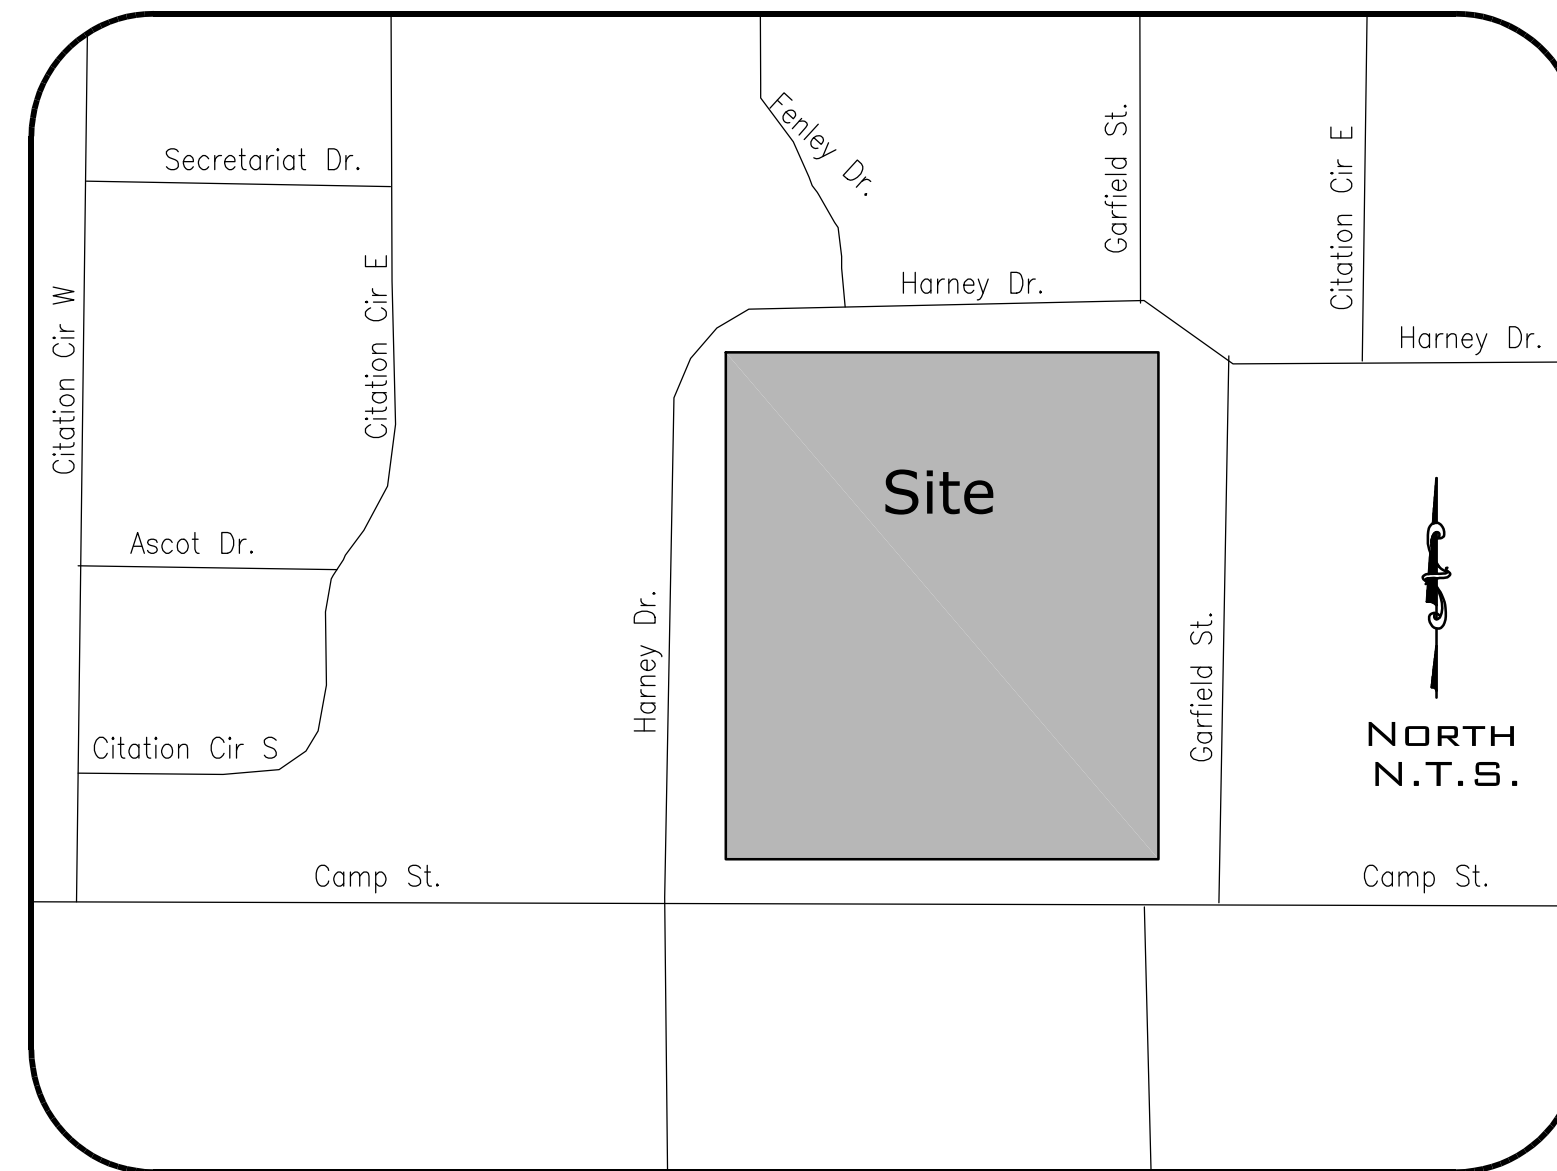 Fenley Dr.
Garfield St.
Citation Cir E
Secretariat Dr.
Citation Cir W
Citation Cir E
Harney Dr.
Harney Dr.
Site
Ascot Dr.
Harney Dr.
Garfield St.
NORTH
N.T.S.
Citation Cir S
Camp St.
Camp St.